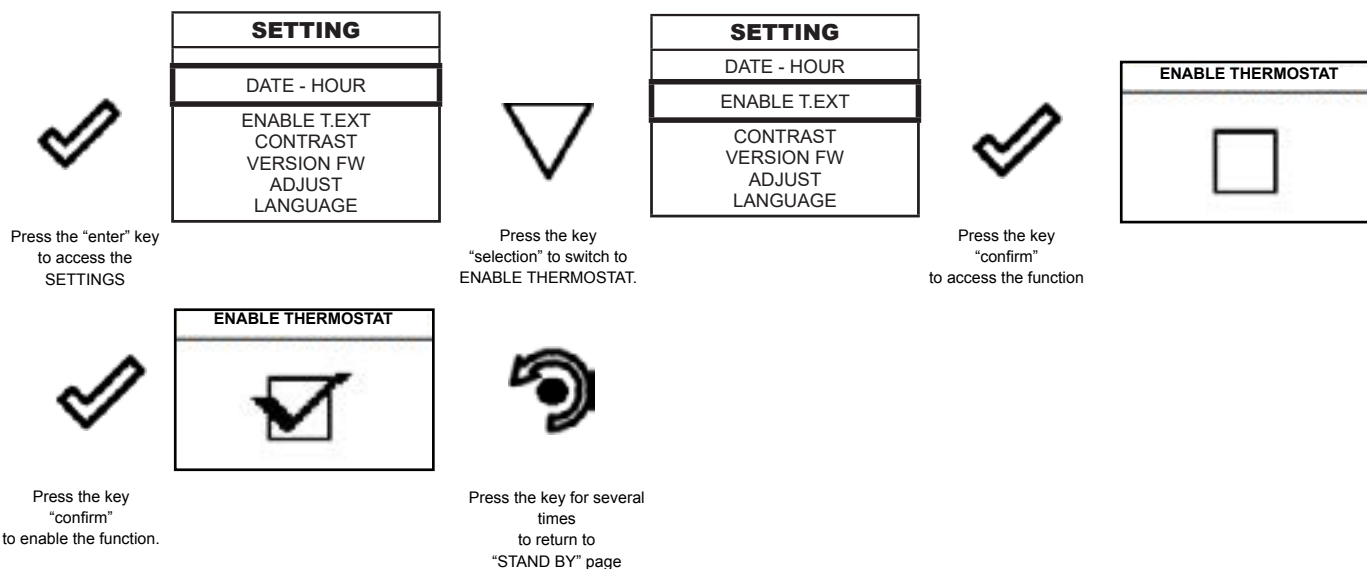 SETTING
DATE - HOUR
ENABLE T.EXT
CONTRAST
VERSION FW
ADJUST
LANGUAGE
Press the “enter” key
to access the
SETTINGS
Press the key
“selection” to switch to
ENABLE THERMOSTAT.
SETTING
DATE - HOUR
ENABLE T.EXT
CONTRAST
VERSION FW
ADJUST
LANGUAGE
Press the key
“confirm”
to access the function
ENABLE THERMOSTAT
Press the key
“confirm”
to enable the function.
ENABLE THERMOSTAT
Press the key for several
times
to return to
“STAND BY” page